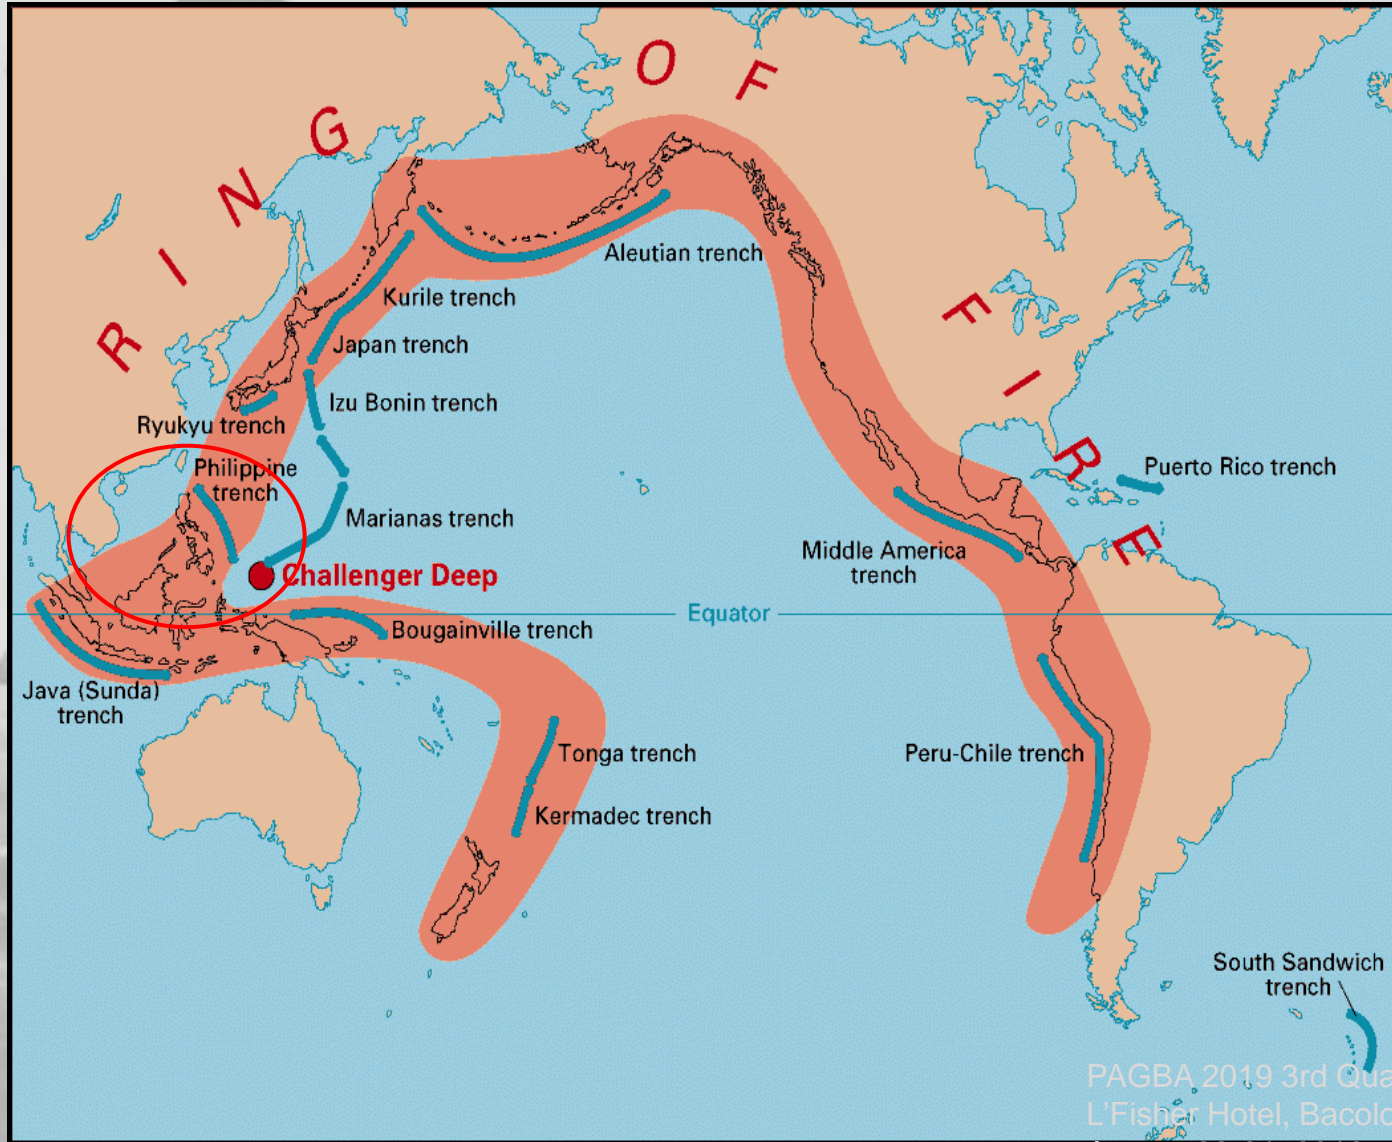 RING OF FIRE
Aleutian trench
Kurile trench
Japan trench
Izu Bonin trench
Ryukyu trench
Philippine
trench
Marianas trench
Challenger Deep
Bougainville trench
Java (Sunda)
trench
Tonga trench
Kermadec trench
Equator
Middle America
trench
Puerto Rico trench
Peru-Chile trench
South Sandwich
trench
PAGBA 2019 3rd
L'Fisher Hotel,